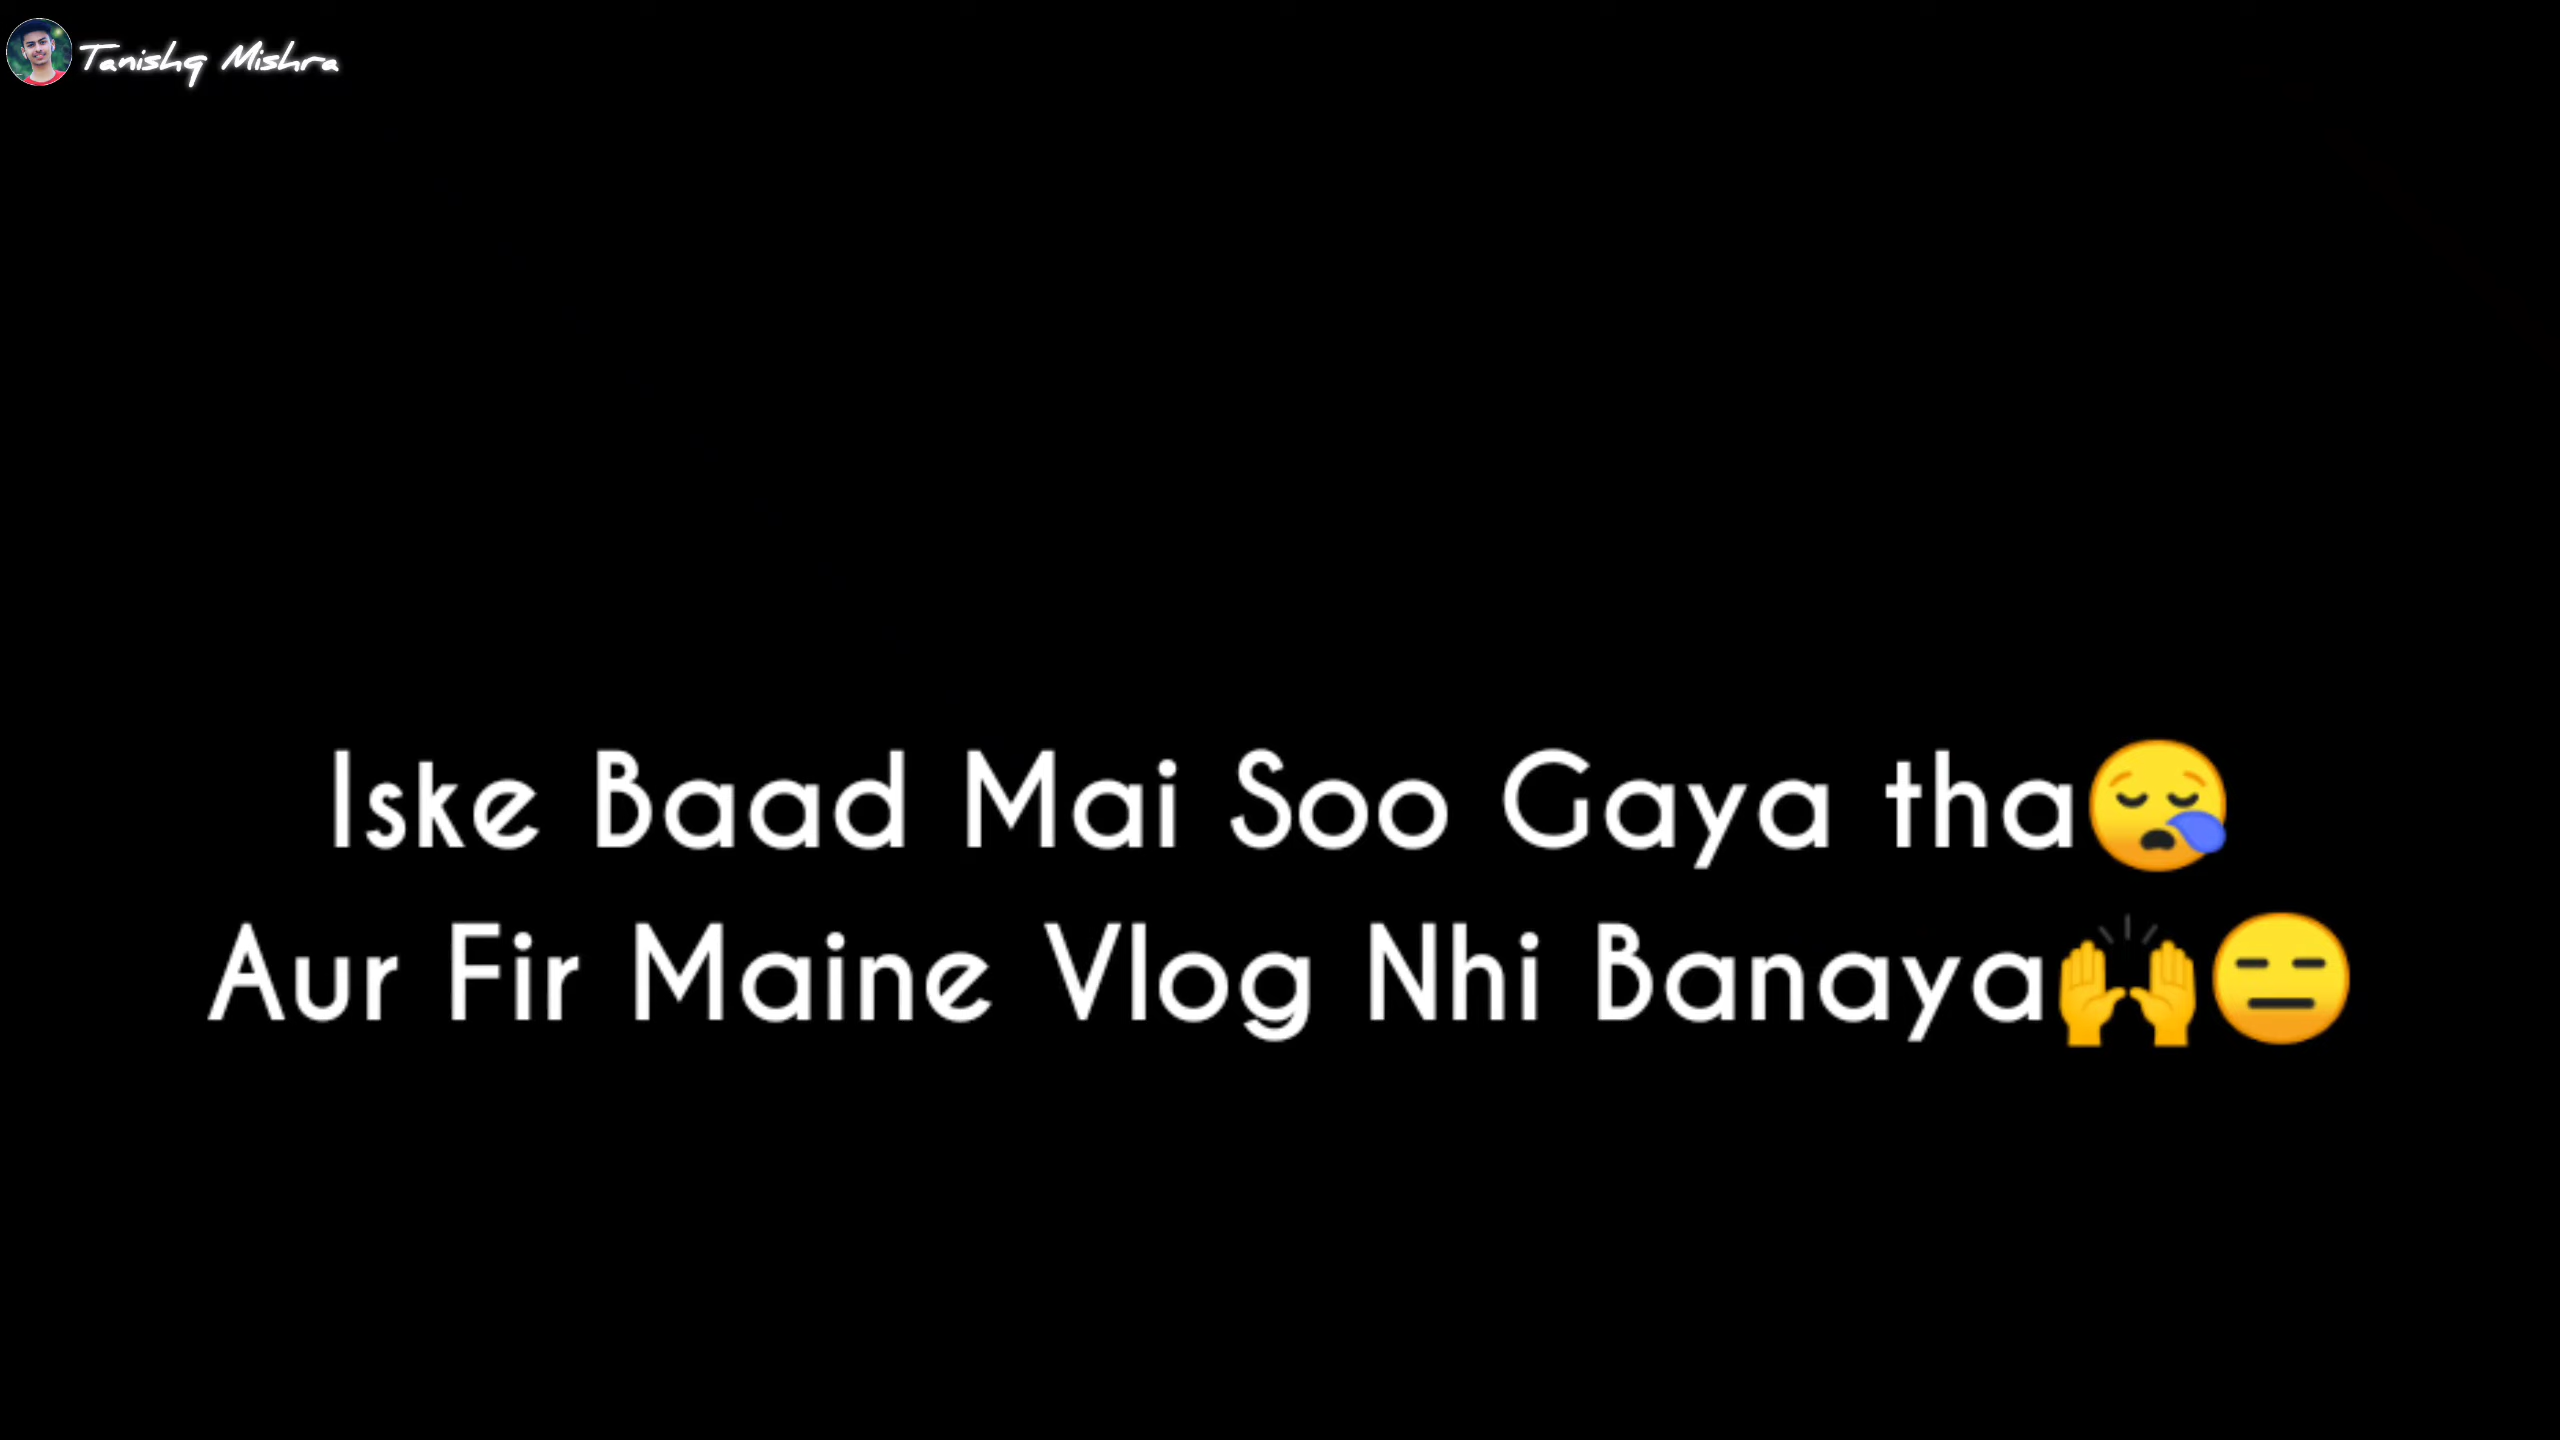 Tanishq Mishra
Iske Baad Mai Soo Gaya tha😪
Aur Fir Maine Vlog Nhi Banaya🙌😑